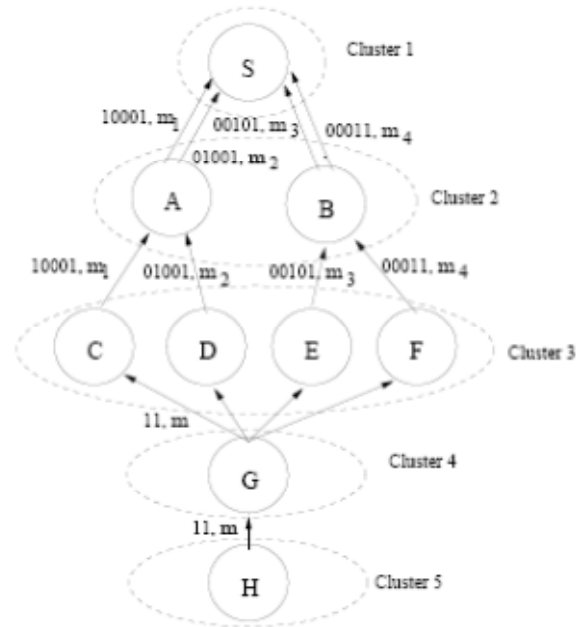 S
Cluster 1
10001, m1
00101, m3
00011, m4
01001, m2
A
B
Cluster 2
10001, m1
01001, m2
00101, m3
00011, m4
C
D
E
F
Cluster 3
11, m
G
Cluster 4
11, m
H
Cluster 5